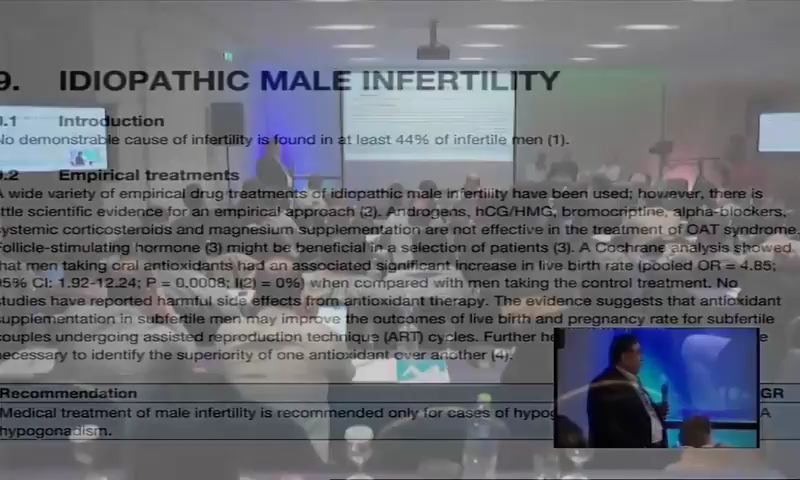 9. IDIOPATHIC MALE INFERTILITY
9.1 Introduction
No demonstrable cause of infertility is found in at least 44% of infertile men (1).
9.2 Empirical treatments
A wide variety of empirical drug treatments of idiopathic male infertility have been used; however, there is
little scientific evidence for an empirical approach (2). Androgens, hCG/HMG, bromocriptine, alpha-blockers,
systemic corticosteroids and magnesium supplementation are not effective in the treatment of OAT syndrome.
Follicle-stimulating hormone (3) might be beneficial in a selection of patients (3). A Cochrane analysis showed
that men taking oral antioxidants had an associated significant increase in live birth rate (pooled OR = 4.85;
95% CI: 1.92-12.24; P = 0.0008; I(2) = 0%) when compared with men taking the control treatment. No
studies have reported harmful side effects from antioxidant therapy. The evidence suggests that antioxidant
supplementation in subfertile men may improve the outcomes of live birth and pregnancy rate for subfertile
couples undergoing assisted reproduction technique (ART) cycles. Further he
necessary to identify the superiority of one antioxidant over another (4).
Recommendation GR
Medical treatment of male infertility is recommended only for cases of hypog A
hypogonadism.